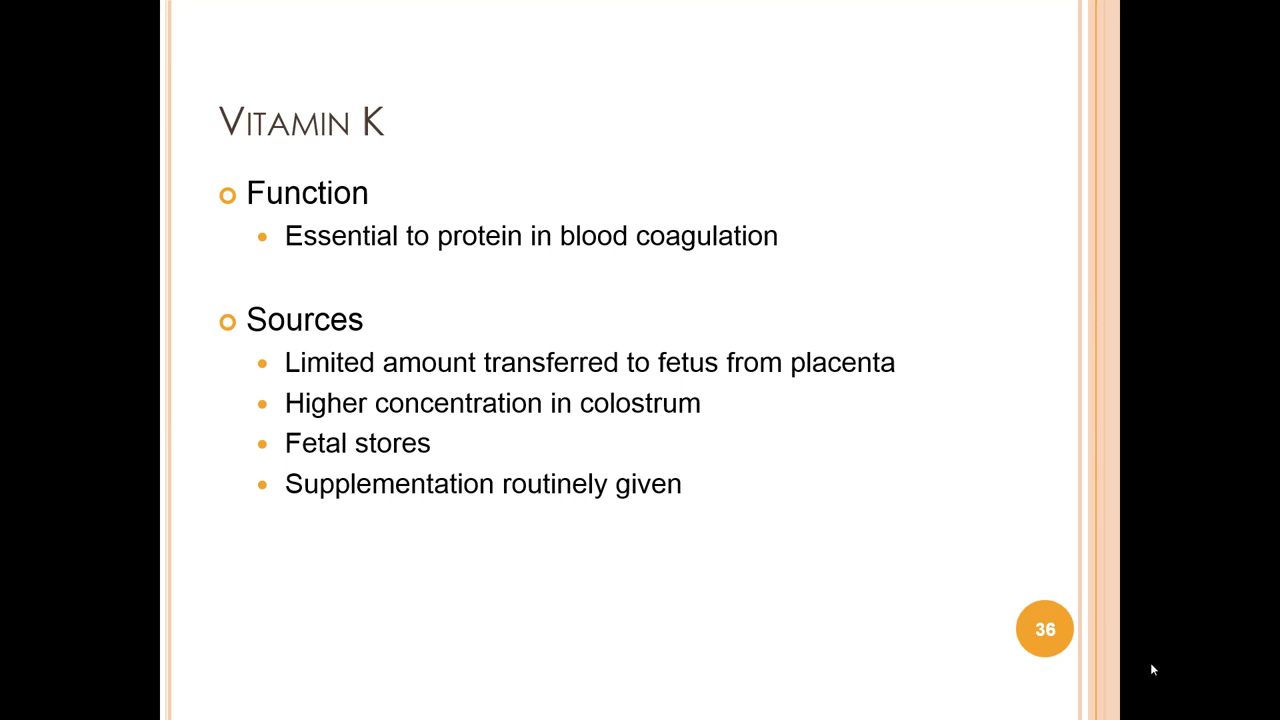 Vitamin K
Function
Essential to protein in blood coagulation
Sources
Limited amount transferred to fetus from placenta
Higher concentration in colostrum
Fetal stores
Supplementation routinely given
36